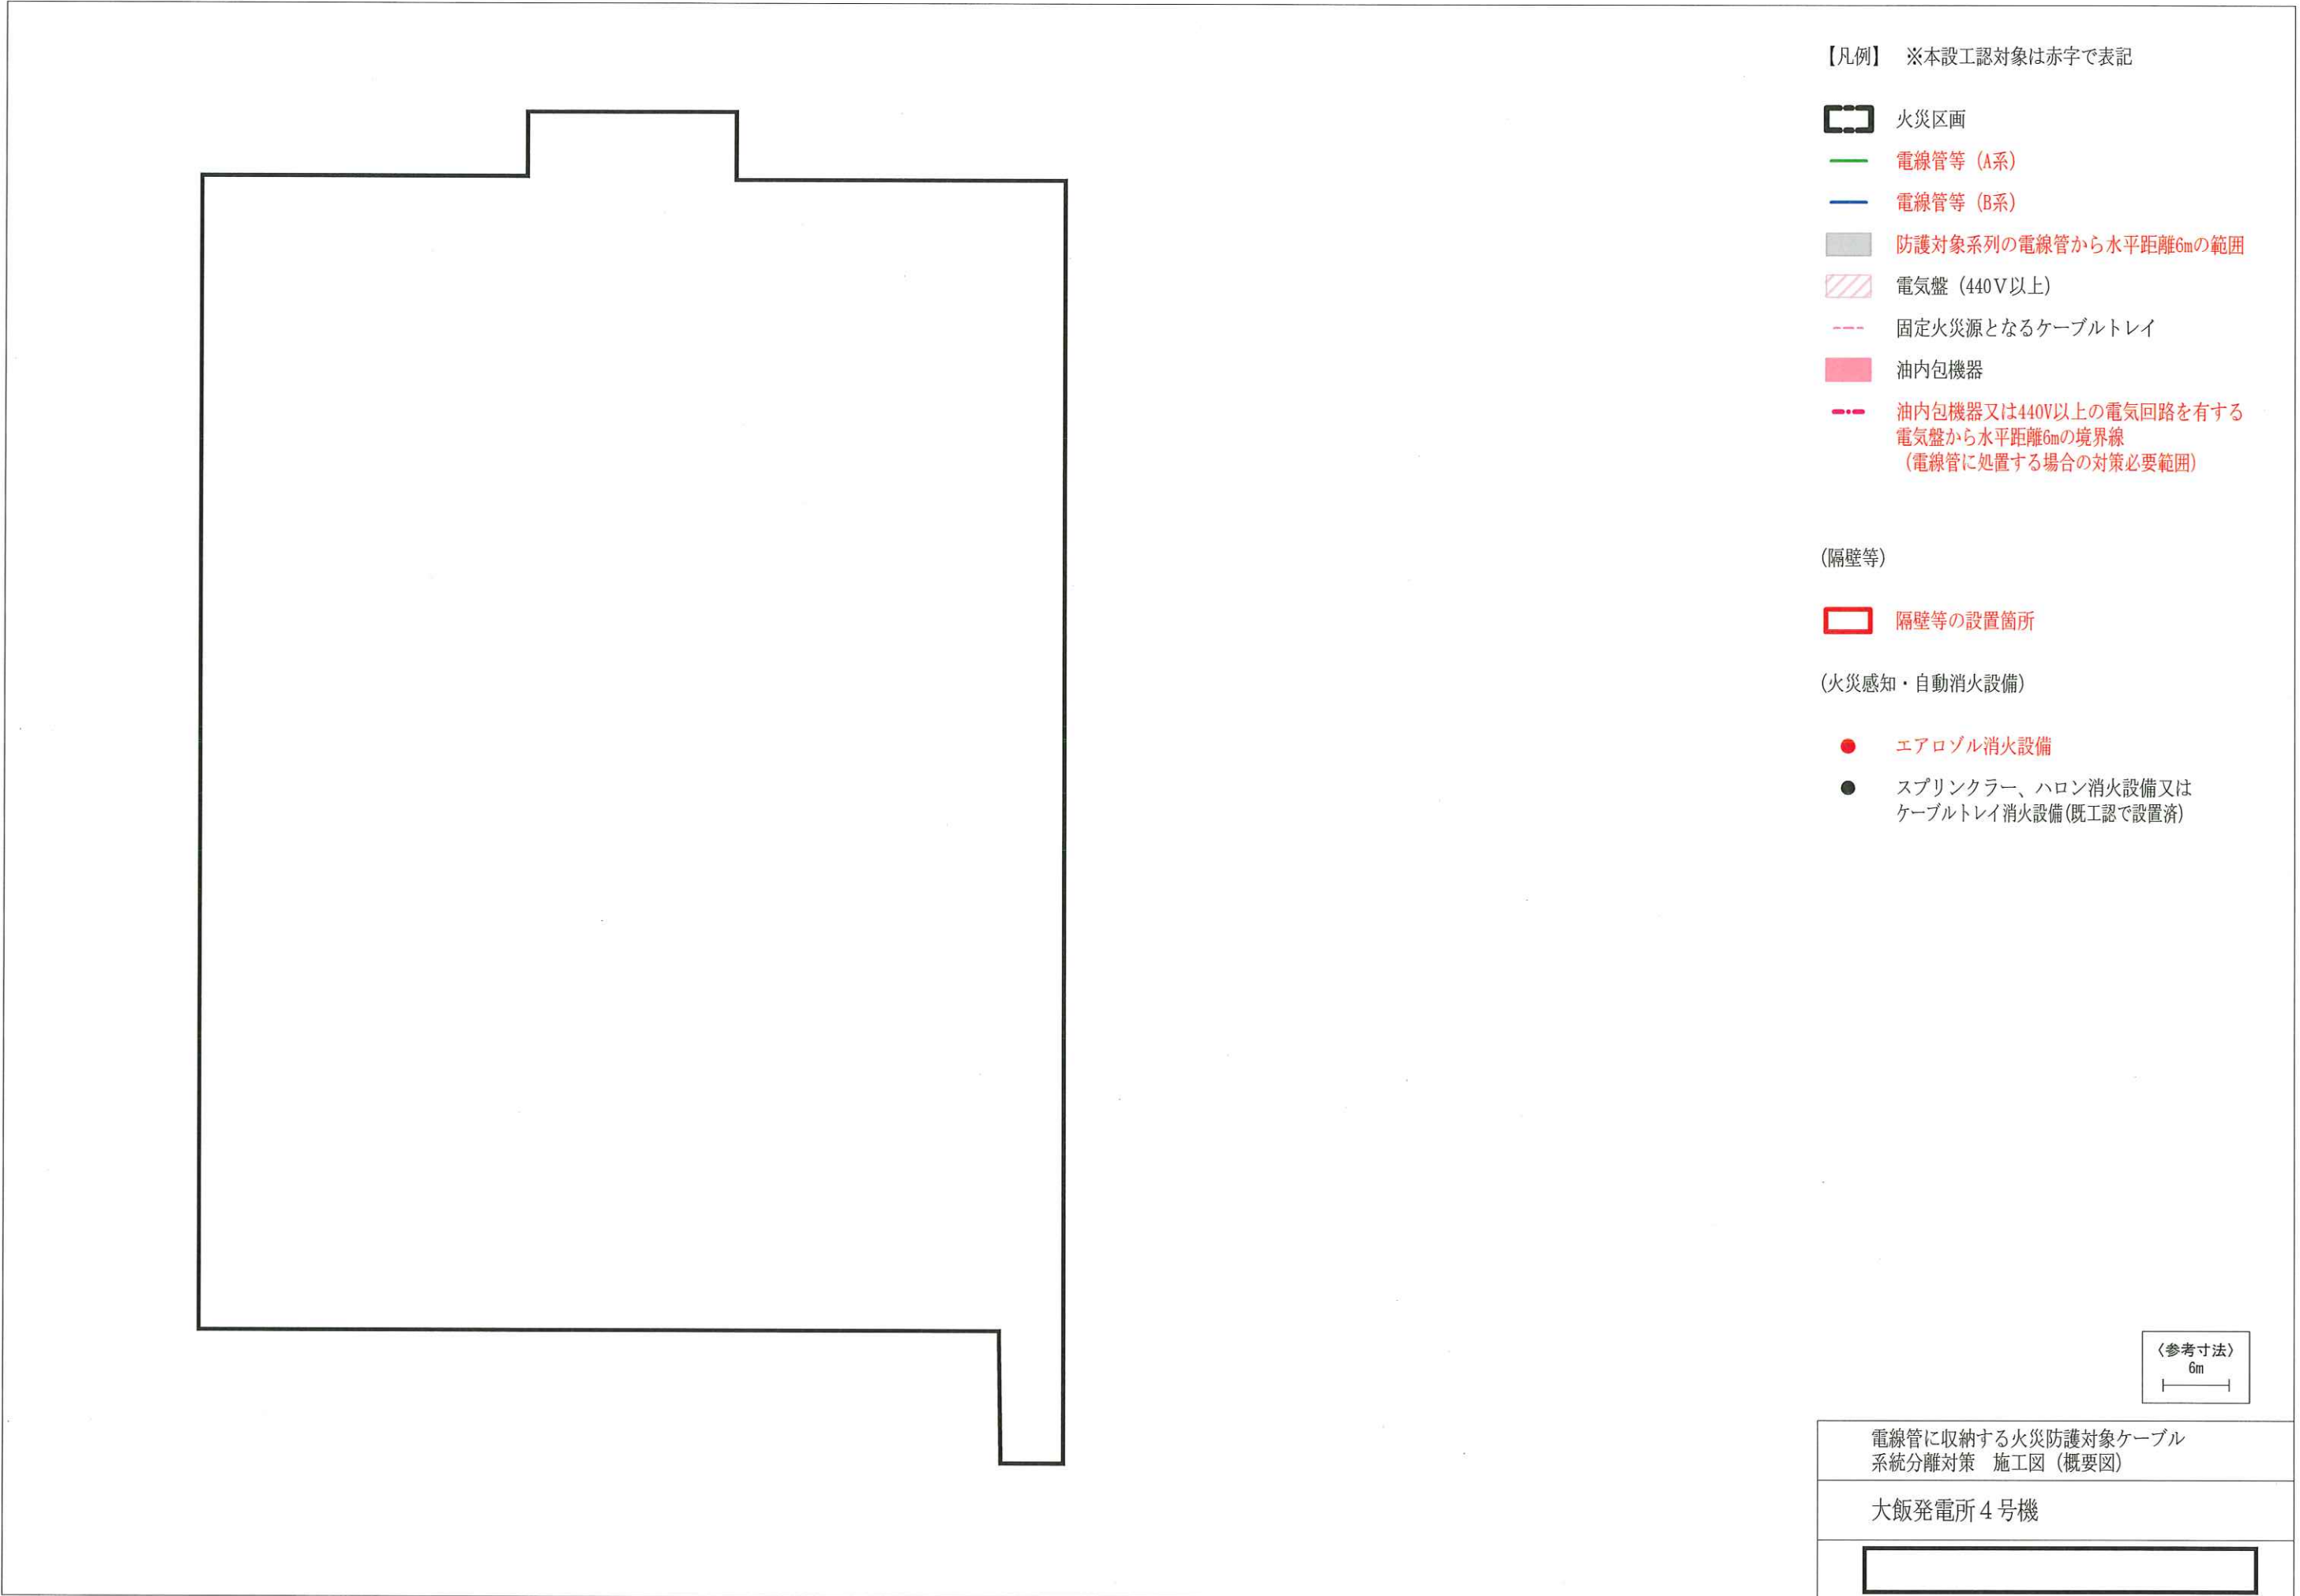 【凡例】　※本設工認対象は赤字で表記
火災区画
電線管等（A系）
電線管等（B系）
防護対象系列の電線管から水平距離6mの範囲
電気盤（440Ｖ以上）
固定火災源となるケーブルトレイ
油内包機器
油内包機器又は440V以上の電気回路を有する
電気盤から水平距離6mの境界線
（電線管に処置する場合の対策必要範囲）
（隔壁等）
隔壁等の設置箇所
（火災感知・自動消火設備）
エアロゾル消火設備
スプリンクラー、ハロン消火設備又は
ケーブルトレイ消火設備(既工認で設置済)
〈参考寸法〉
6m
電線管に収納する火災防護対象ケーブル
系統分離対策　施工図（概要図）
大飯発電所４号機